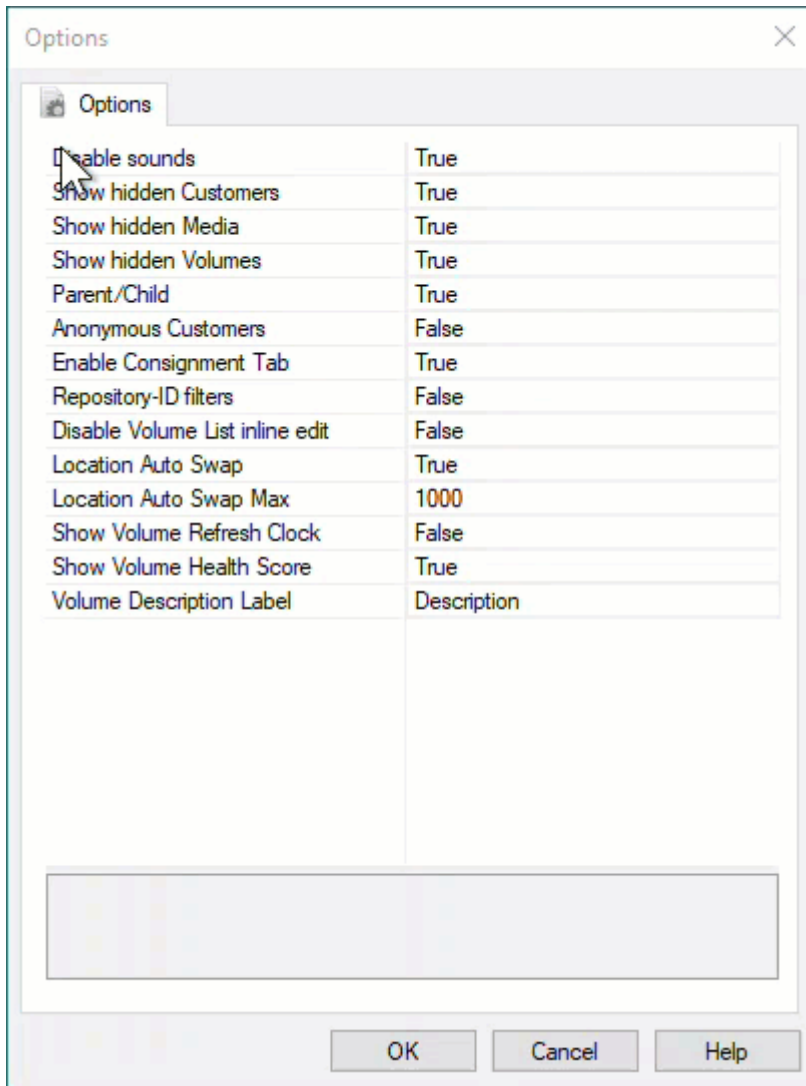 Options
Options
Disable sounds True
Show hidden Customers True
Show hidden Media True
Show hidden Volumes True
Parent/Child True
Anonymous Customers False
Enable Consignment Tab True
Repository-ID filters False
Disable Volume List inline edit False
Location Auto Swap True
Location Auto Swap Max 1000
Show Volume Refresh Clock False
Show Volume Health Score True
Volume Description Label Description
OK Cancel Help